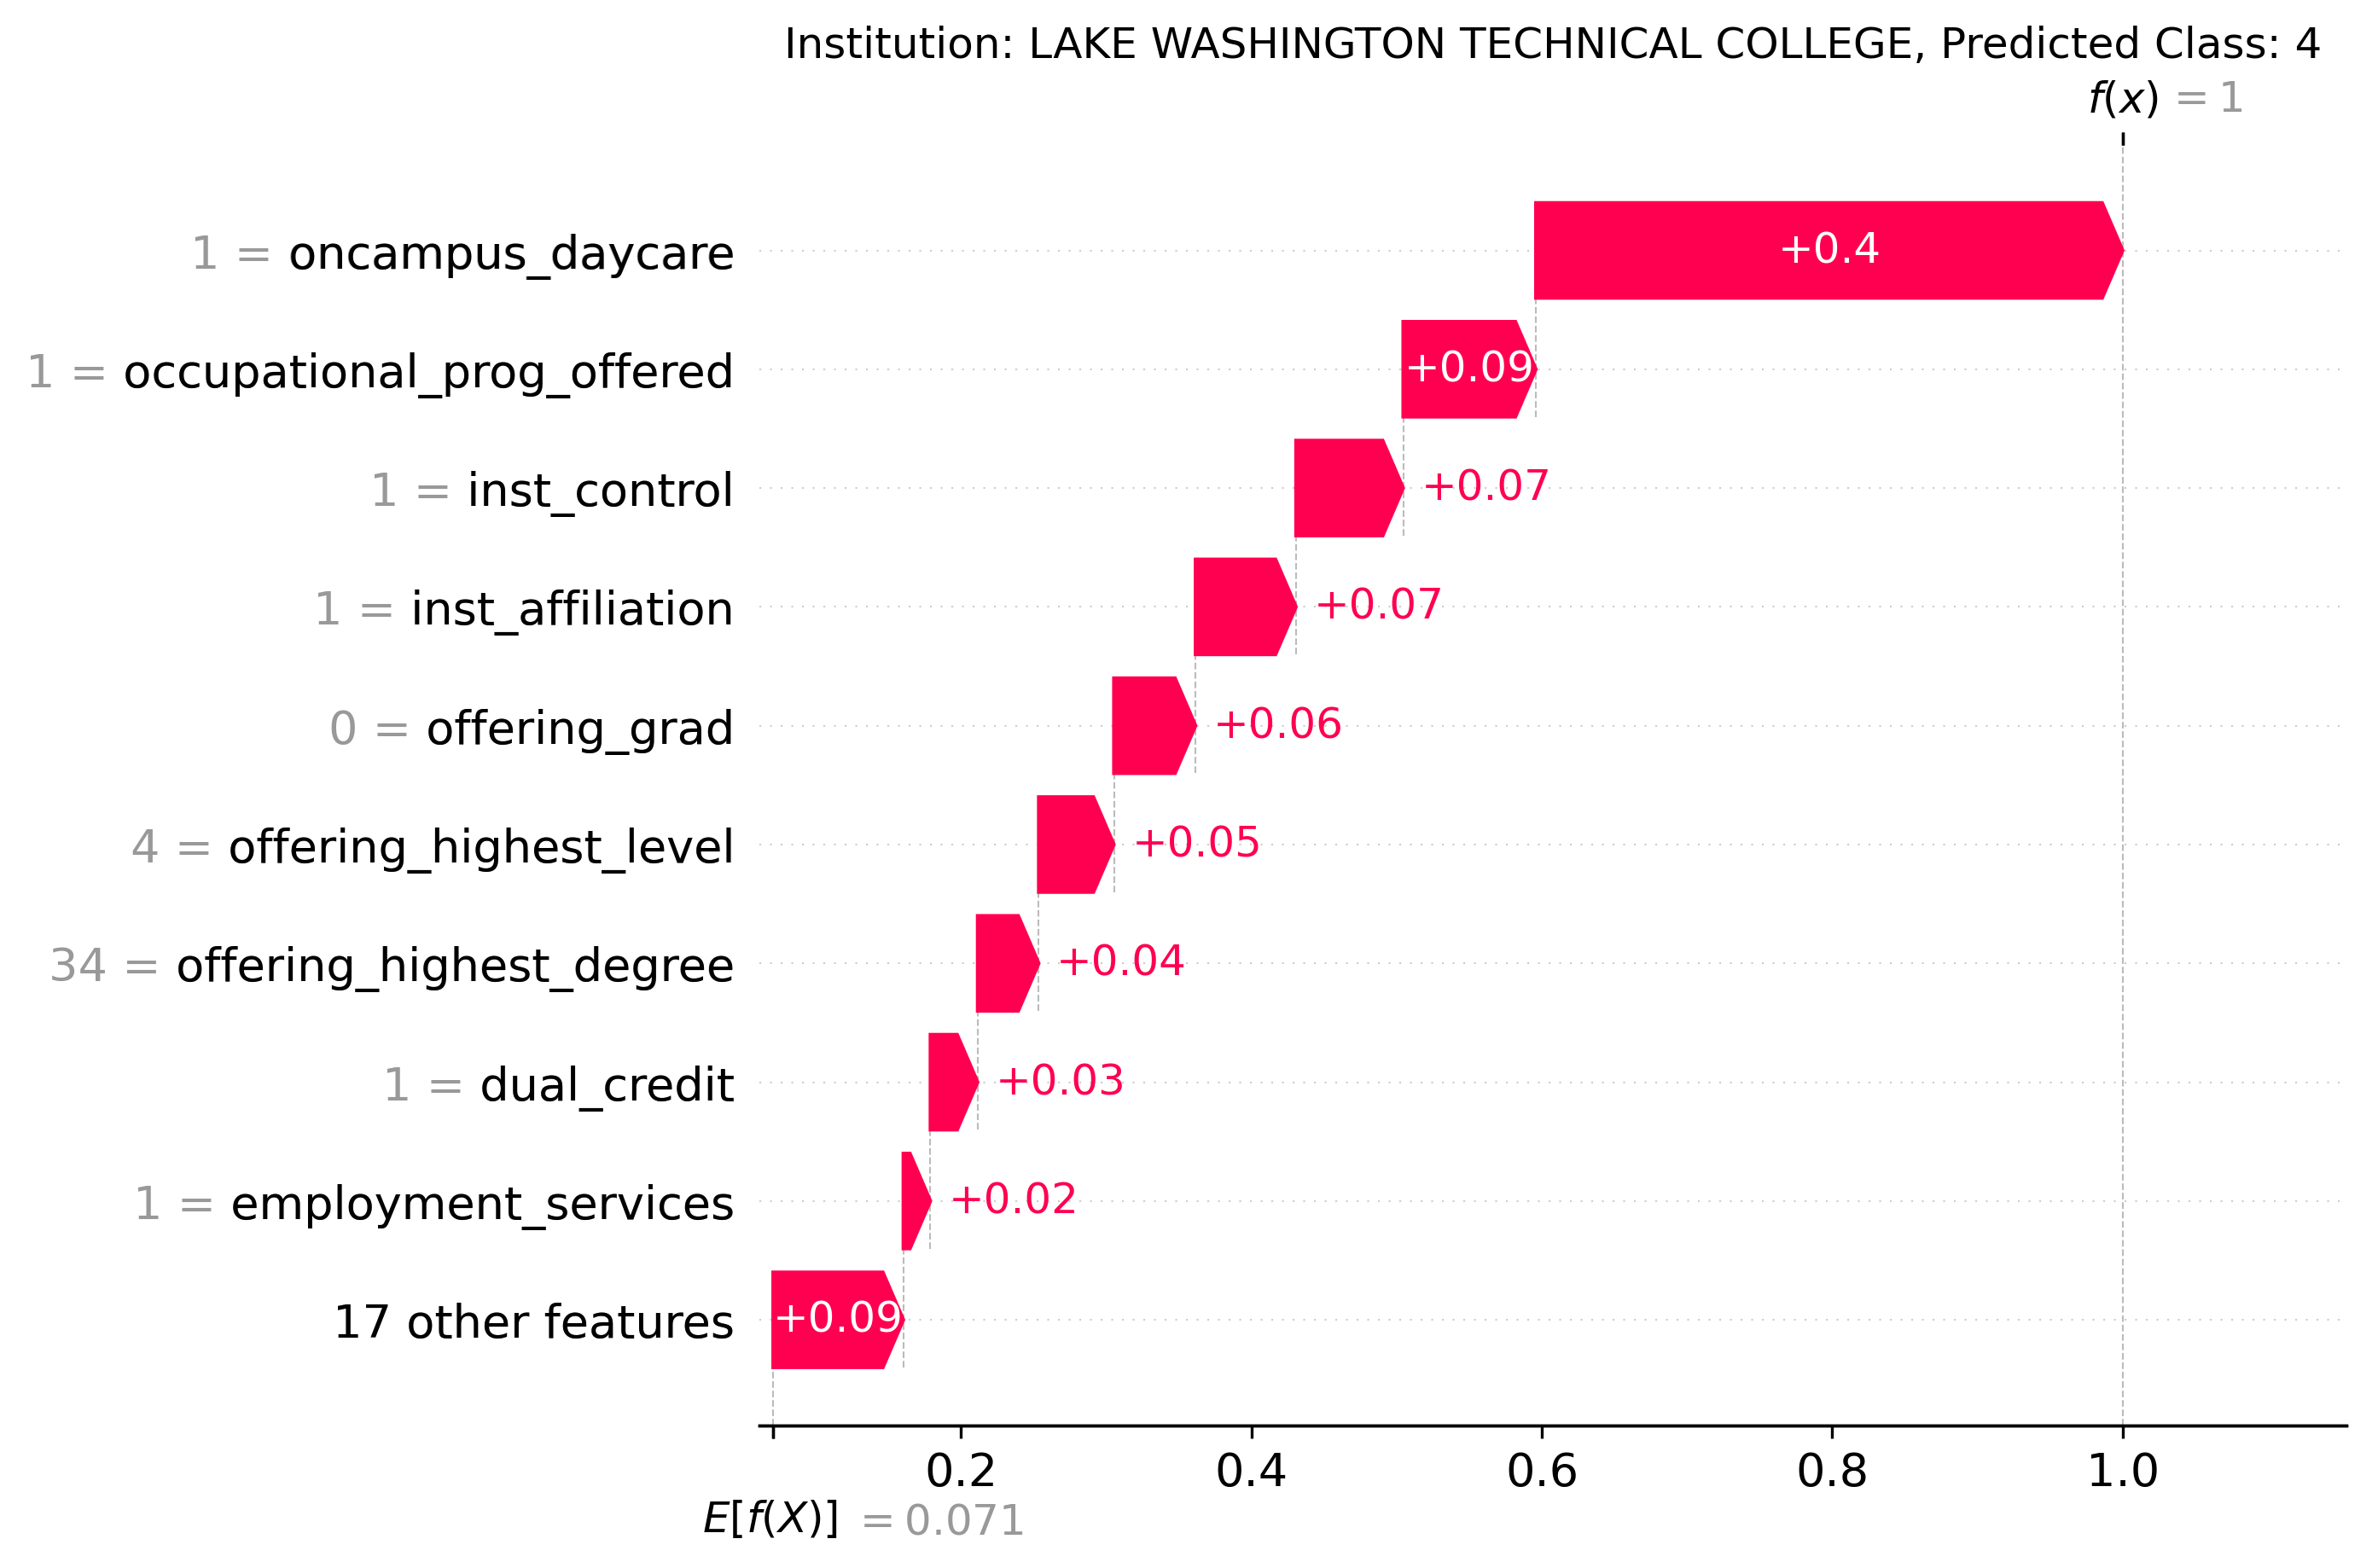 Institution: LAKE WASHINGTON TECHNICAL COLLEGE, Predicted Class: 4
f(x) = 1
1 = oncampus_daycare +0.4
1 = occupational_prog_offered +0.09
1 = inst_control +0.07
1 = inst_affiliation +0.07
0 = offering_grad +0.06
4 = offering_highest_level +0.05
34 = offering_highest_degree +0.04
1 = dual_credit +0.03
1 = employment_services +0.02
17 other features +0.09
0.2 0.4 0.6 0.8 1.0
E[f(X)] = 0.071